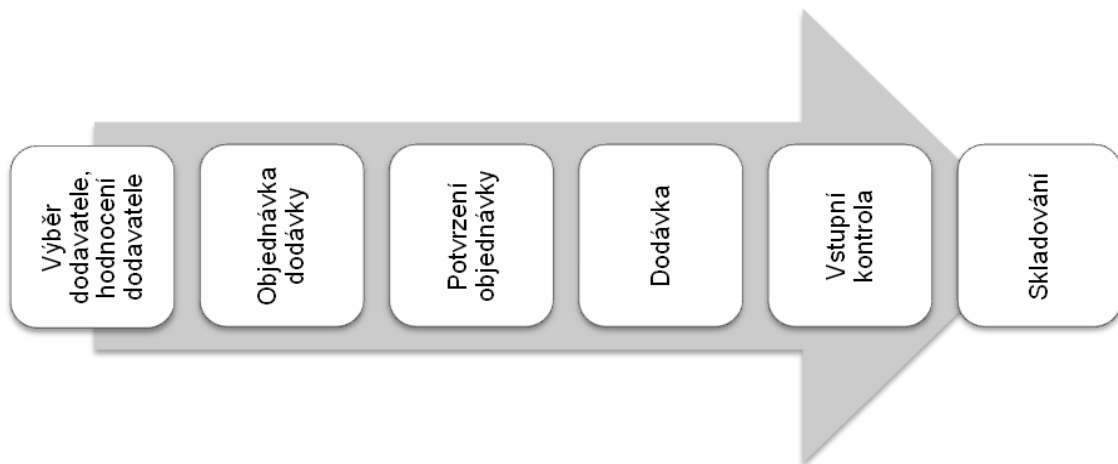 Výběr
dodavatele,
hodnocení
dodavatele
Objednávka
dodávky
Potvrzení
objednávky
Dodávka
Vstupní
kontrola
Skladování